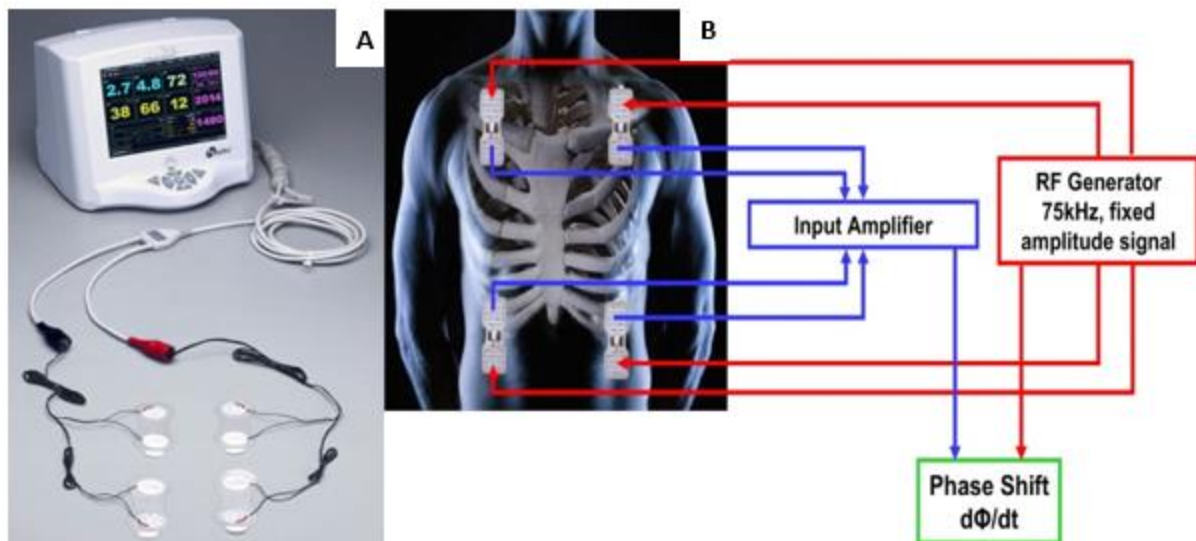 A
2.7 4.8 72
38 66 12 2014
1480
B
RF Generator
75kHz, fixed
amplitude signal
Input Amplifier
Phase Shift
dΦ/dt